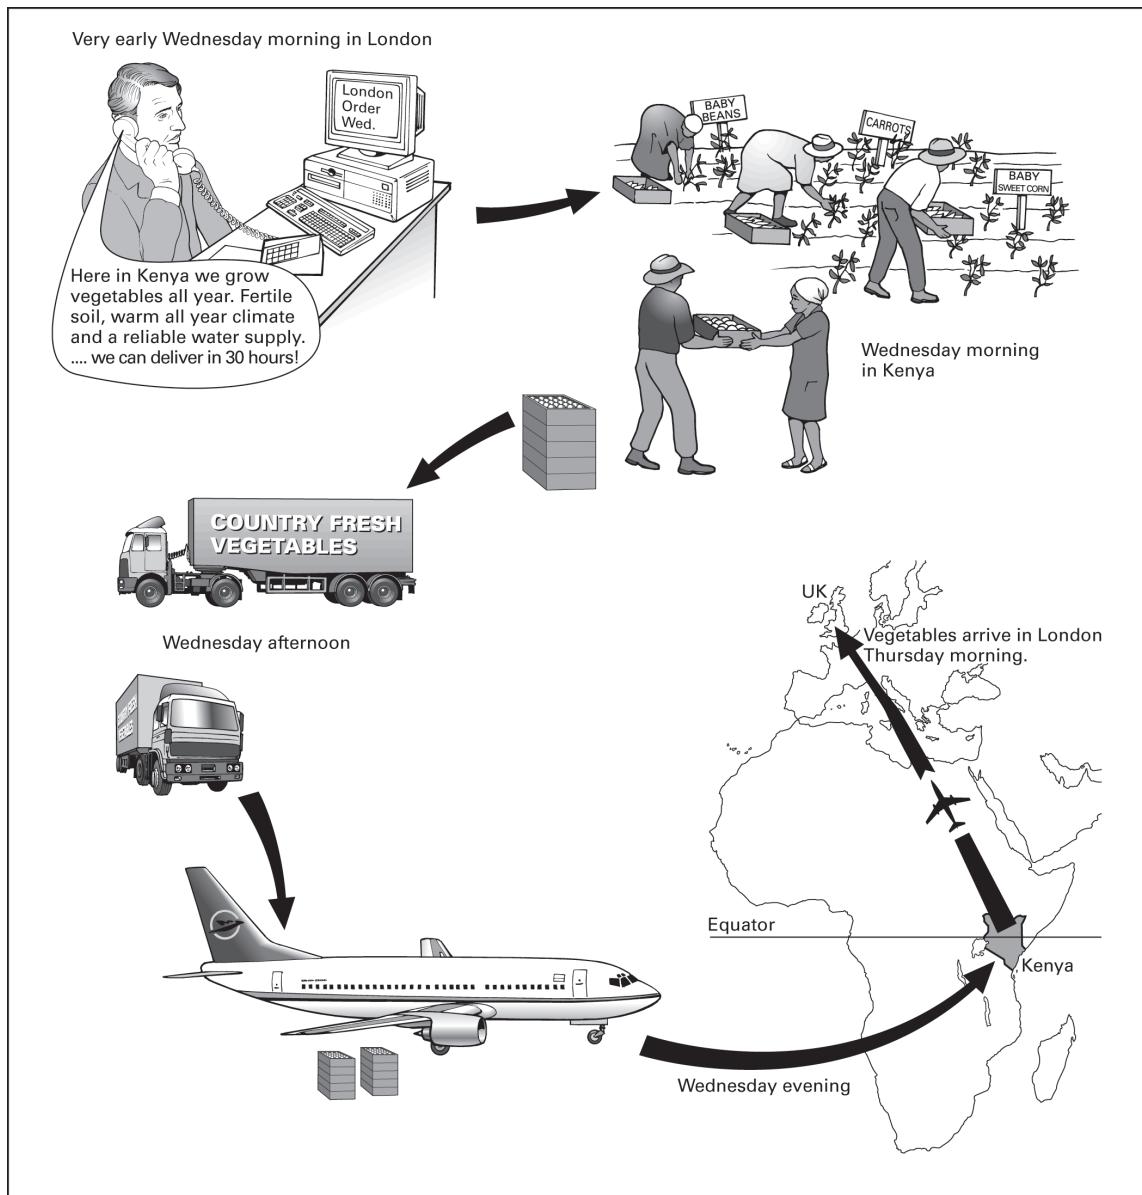 Very early Wednesday morning in London
London
Order
Wed.
Here in Kenya we grow
vegetables all year. Fertile
soil, warm all year climate
and a reliable water supply.
.... we can deliver in 30 hours!
BABY
BEANS
CARROTS
BABY
SWEET CORN
Wednesday morning
in Kenya
COUNTRY FRESH
VEGETABLES
Wednesday afternoon
COUNTRY FRESH
VEGETABLES
UK
Vegetables arrive in London
Thursday morning.
Equator
Kenya
Wednesday evening